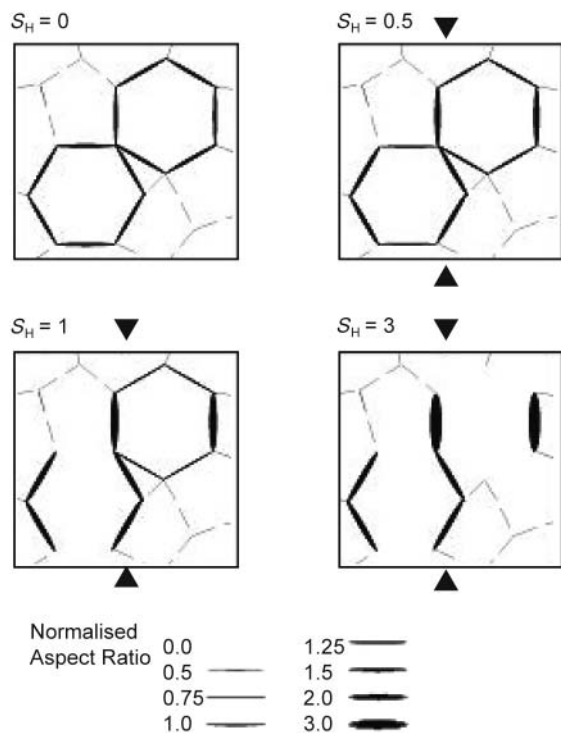 S_H = 0
S_H = 0.5
S_H = 1
S_H = 3
Normalised
Aspect Ratio
0.0
0.5
0.75
1.0
1.25
1.5
2.0
3.0